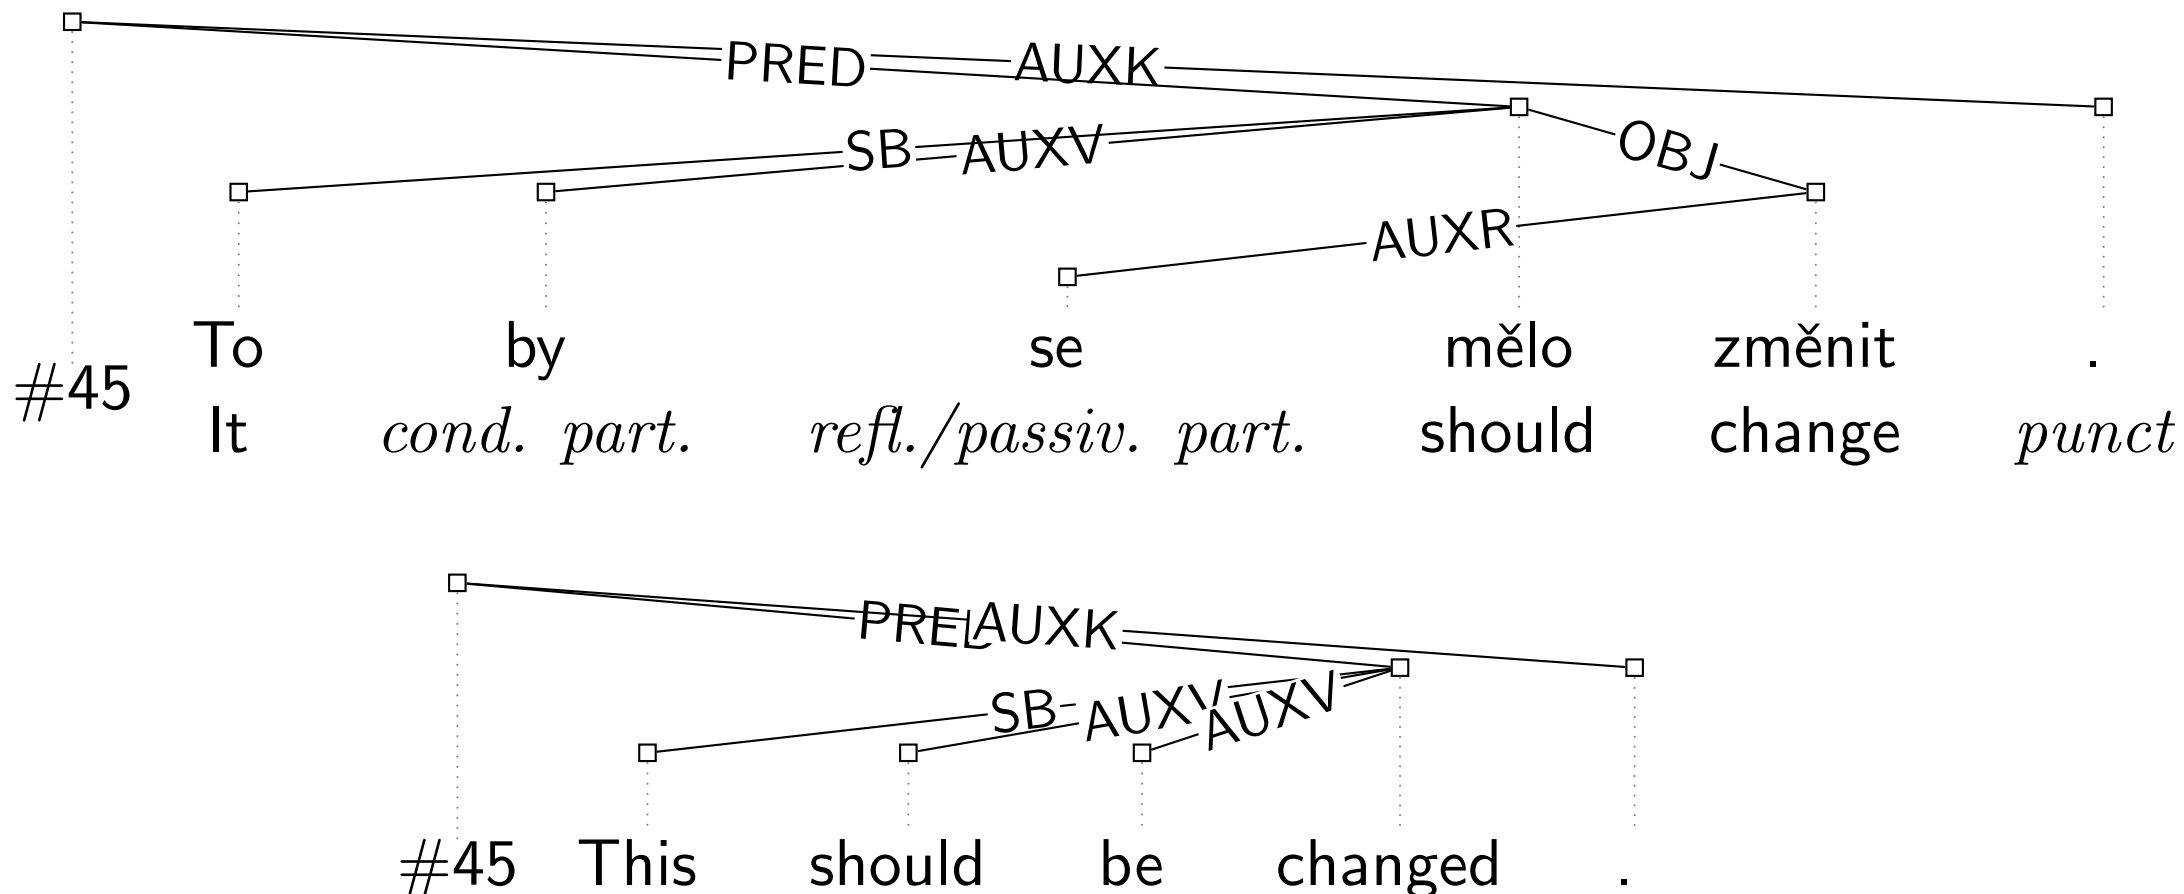 PRED AUXK
SB AUXV OBJ
AUXR
#45 To by se mělo změnit .
It cond. part. refl./passiv. part. should change punct
PRED AUXK
SB AUXV AUXV
#45 This should be changed .